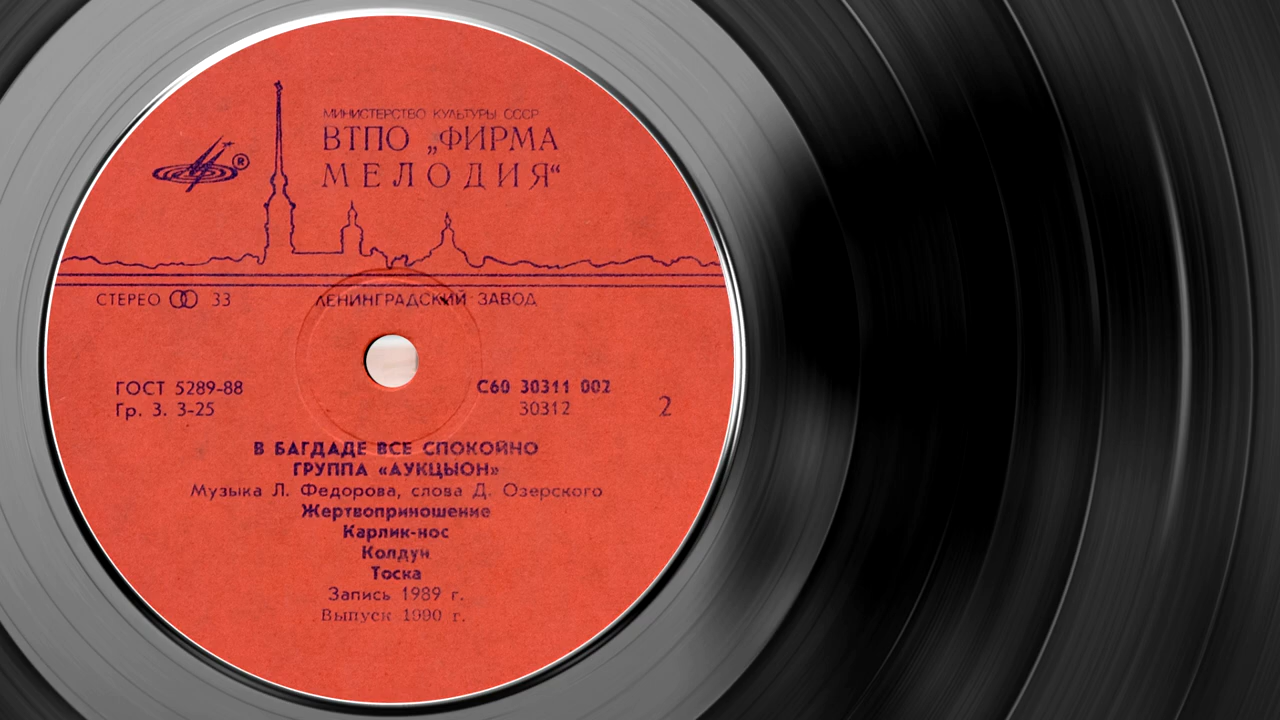 МИНИСТЕРСТВО КУЛЬТУРЫ СССР
ВТПО „ФИРМА
МЕЛОДИЯ“
®
СТЕРЕО 33 ЛЕНИНГРАДСКИЙ ЗАВОД
ГОСТ 5289-88 С60 30311 002
Гр. 3. 3-25 30312 2
В БАГДАДЕ ВСЕ СПОКОЙНО
ГРУППА «АУКЦЫОН»
Музыка Л. Федорова, слова Д. Озерского
Жертвоприношение
Карлик-нос
Колдун
Тоска
Запись 1989 г.
Выпуск 1990 г.